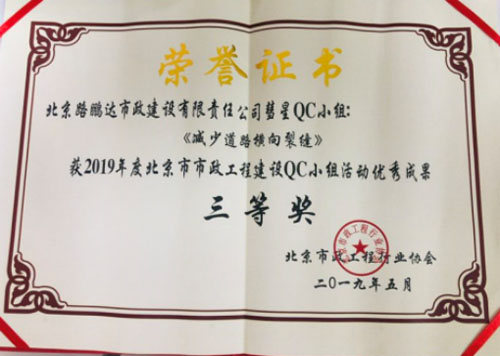 荣誉证书
北京路鹏达市政建设有限责任公司彗星QC小组:
《减少道路横向裂缝》
获2019年度北京市市政工程建设QC小组活动优秀成果
三等奖
北京市政工程行业协会
二〇一九年五月